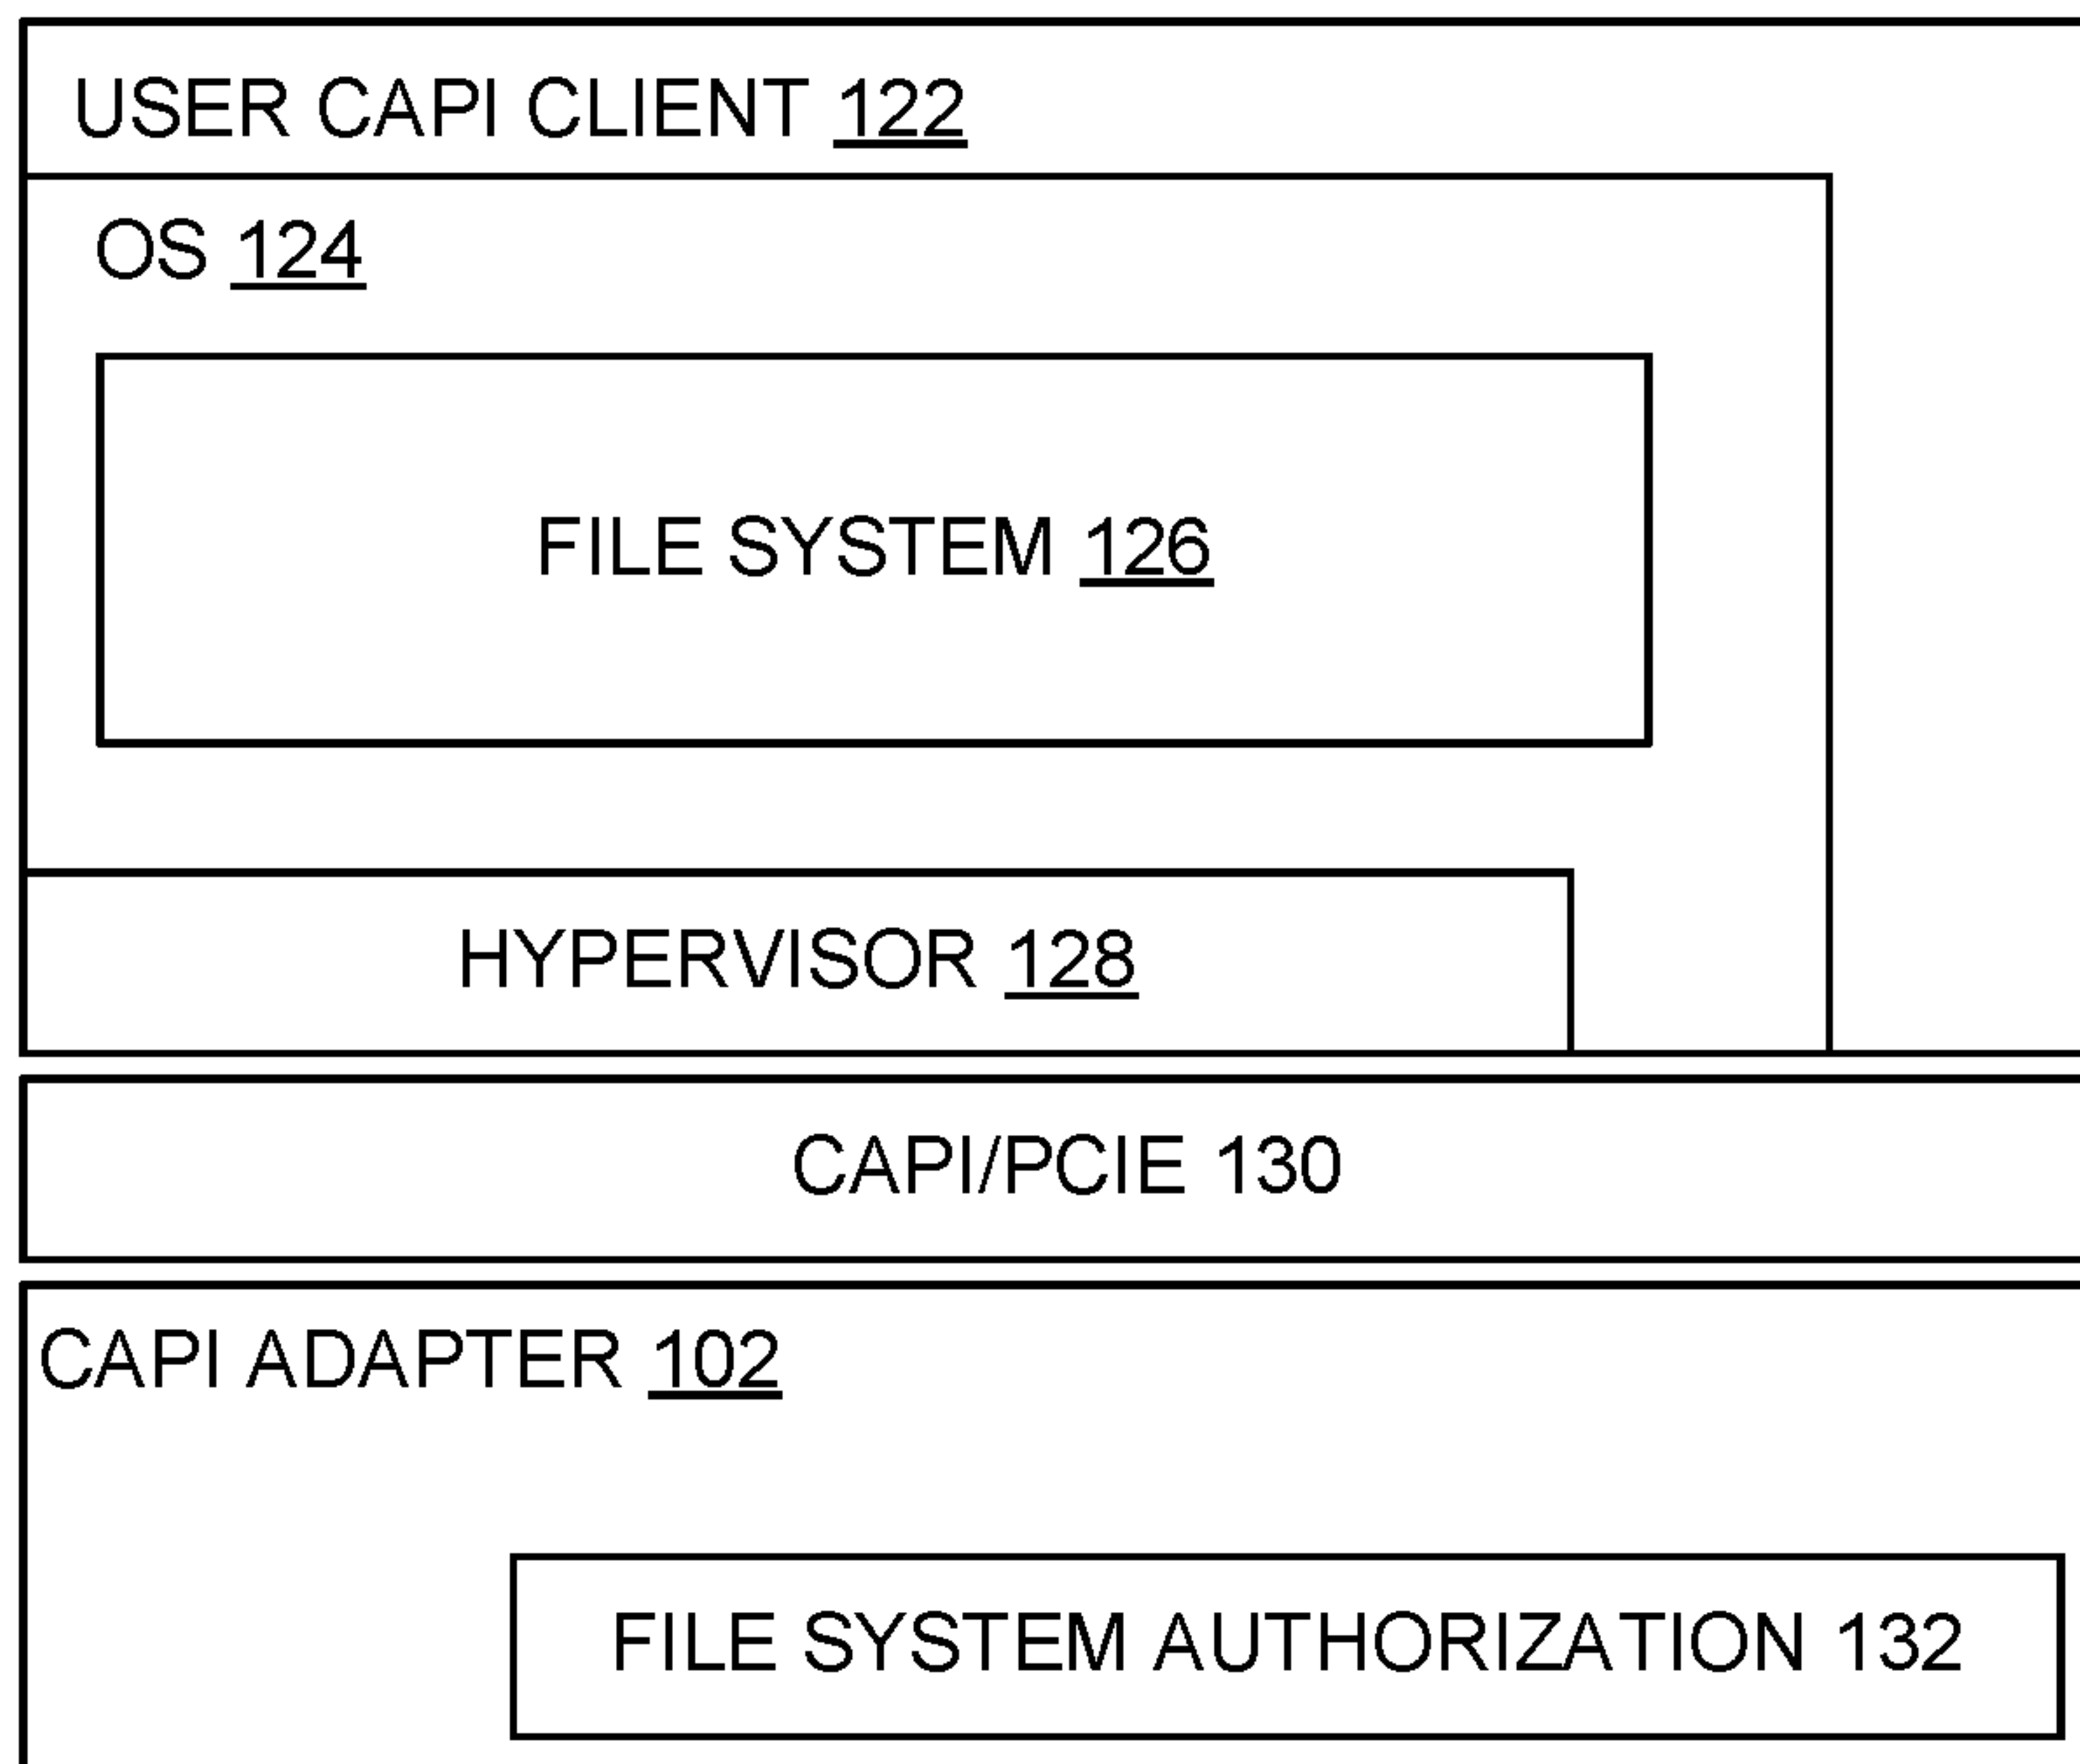 USER CAPI CLIENT 122
OS 124
FILE SYSTEM 126
HYPERVISOR 128
CAPI/PCIE 130
CAPI ADAPTER 102
FILE SYSTEM AUTHORIZATION 132